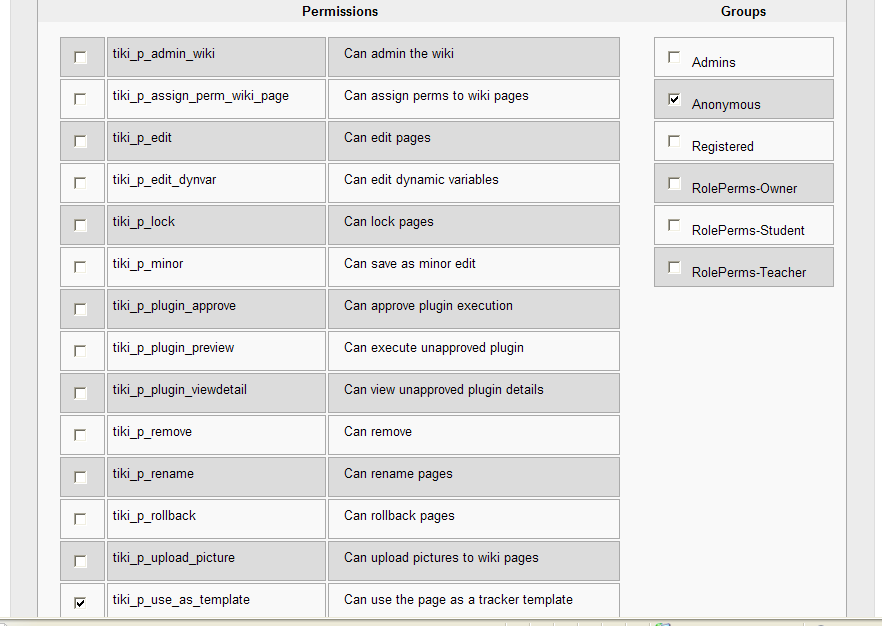 Permissions Groups
tiki_p_admin_wiki Can admin the wiki Admins
tiki_p_assign_perm_wiki_page Can assign perms to wiki pages Anonymous
tiki_p_edit Can edit pages Registered
tiki_p_edit_dynvar Can edit dynamic variables RolePerms-Owner
tiki_p_lock Can lock pages RolePerms-Student
tiki_p_minor Can save as minor edit RolePerms-Teacher
tiki_p_plugin_approve Can approve plugin execution
tiki_p_plugin_preview Can execute unapproved plugin
tiki_p_plugin_viewdetail Can view unapproved plugin details
tiki_p_remove Can remove
tiki_p_rename Can rename pages
tiki_p_rollback Can rollback pages
tiki_p_upload_picture Can upload pictures to wiki pages
tiki_p_use_as_template Can use the page as a tracker template